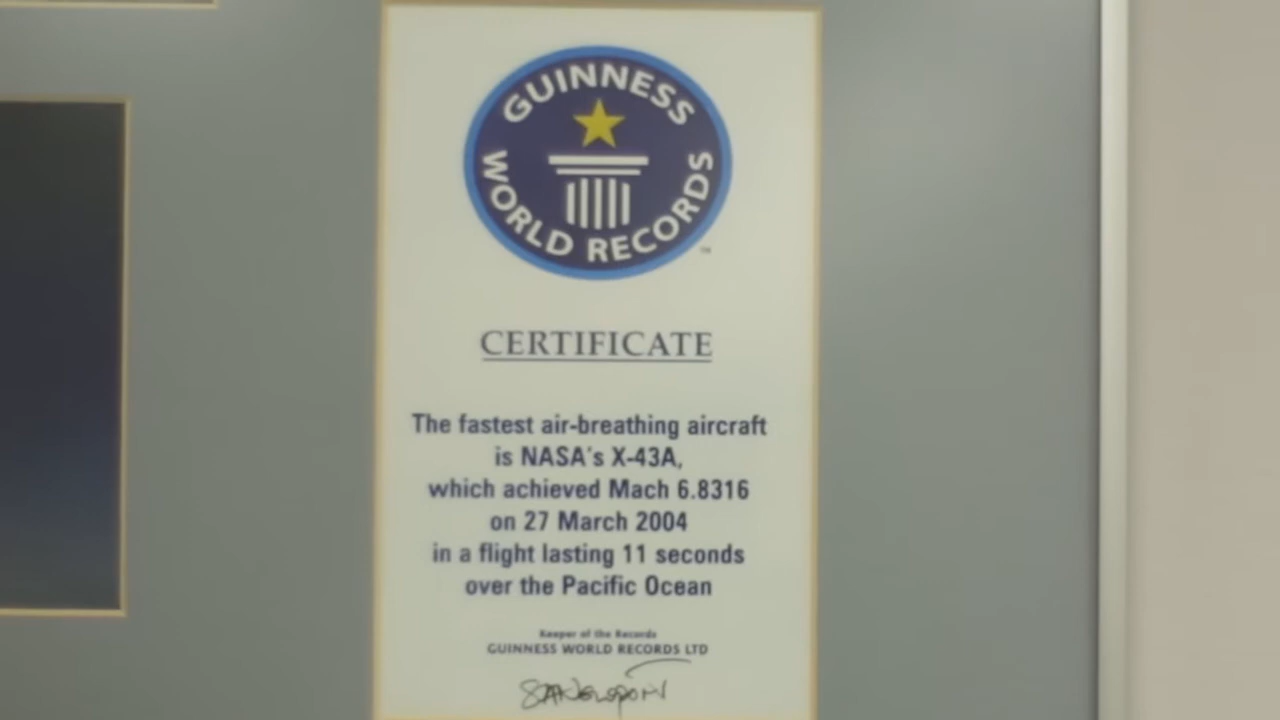 GUINNESS
WORLD RECORDS
™
CERTIFICATE
The fastest air-breathing aircraft
is NASA's X-43A,
which achieved Mach 6.8316
on 27 March 2004
in a flight lasting 11 seconds
over the Pacific Ocean
Keeper of the Records
GUINNESS WORLD RECORDS LTD